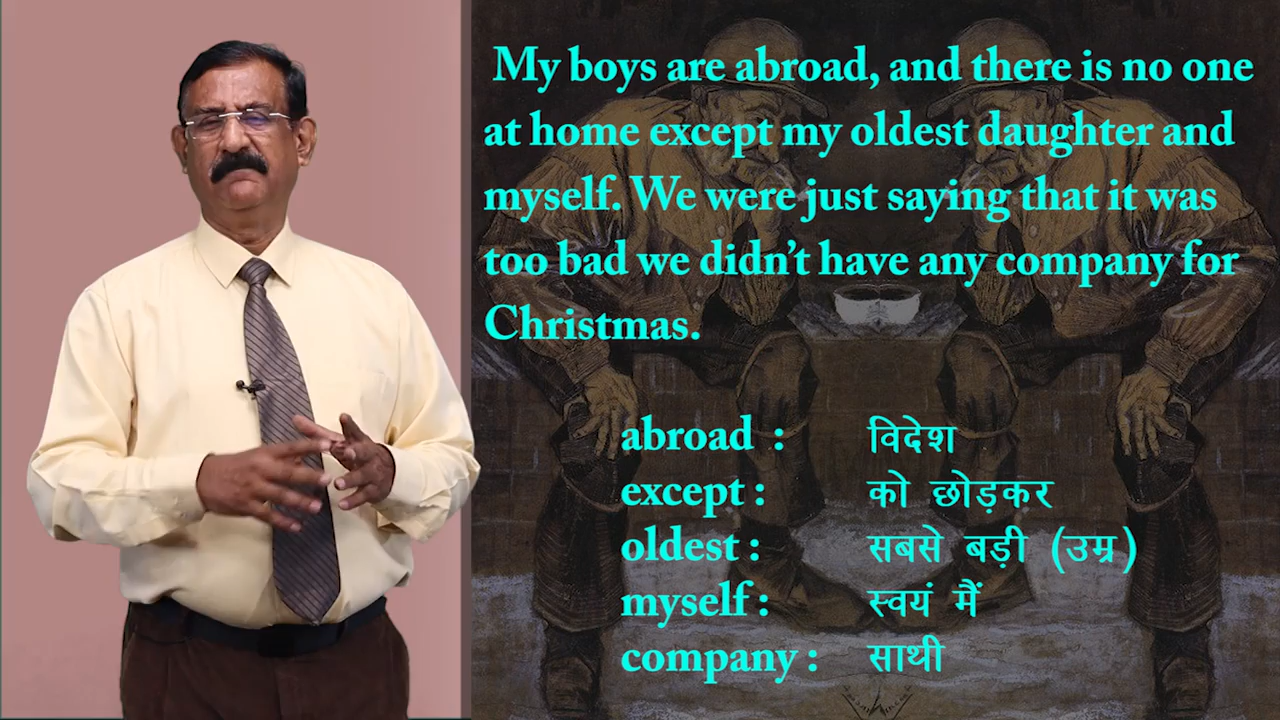 My boys are abroad, and there is no one
at home except my oldest daughter and
myself. We were just saying that it was
too bad we didn’t have any company for
Christmas.
abroad : विदेश
except : को छोड़कर
oldest : सबसे बड़ी (उम्र)
myself : स्वयं मैं
company : साथी